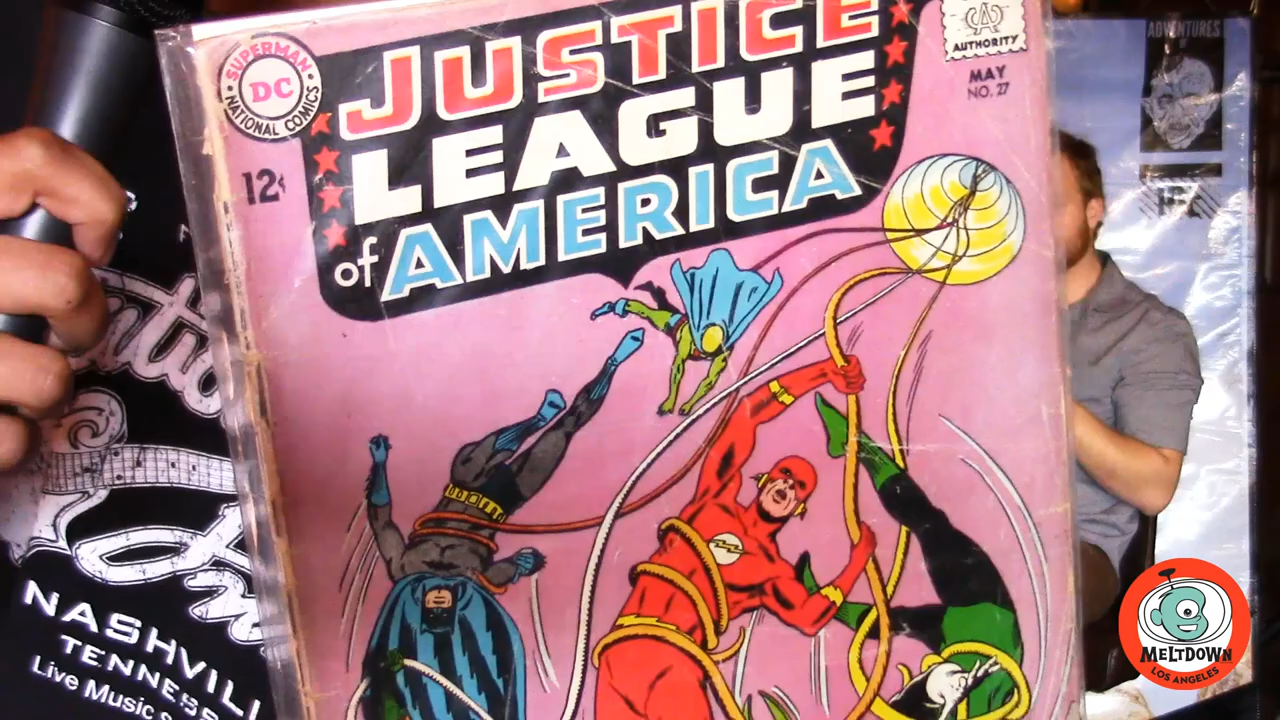 SUPERMAN
DC
NATIONAL COMICS
12¢
JUSTICE
LEAGUE
of AMERICA
AUTHORITY
MAY
NO. 27
ADVENTURES
NASHVILL
TENNESS
Live Music
MELTDOWN
LOS ANGELES